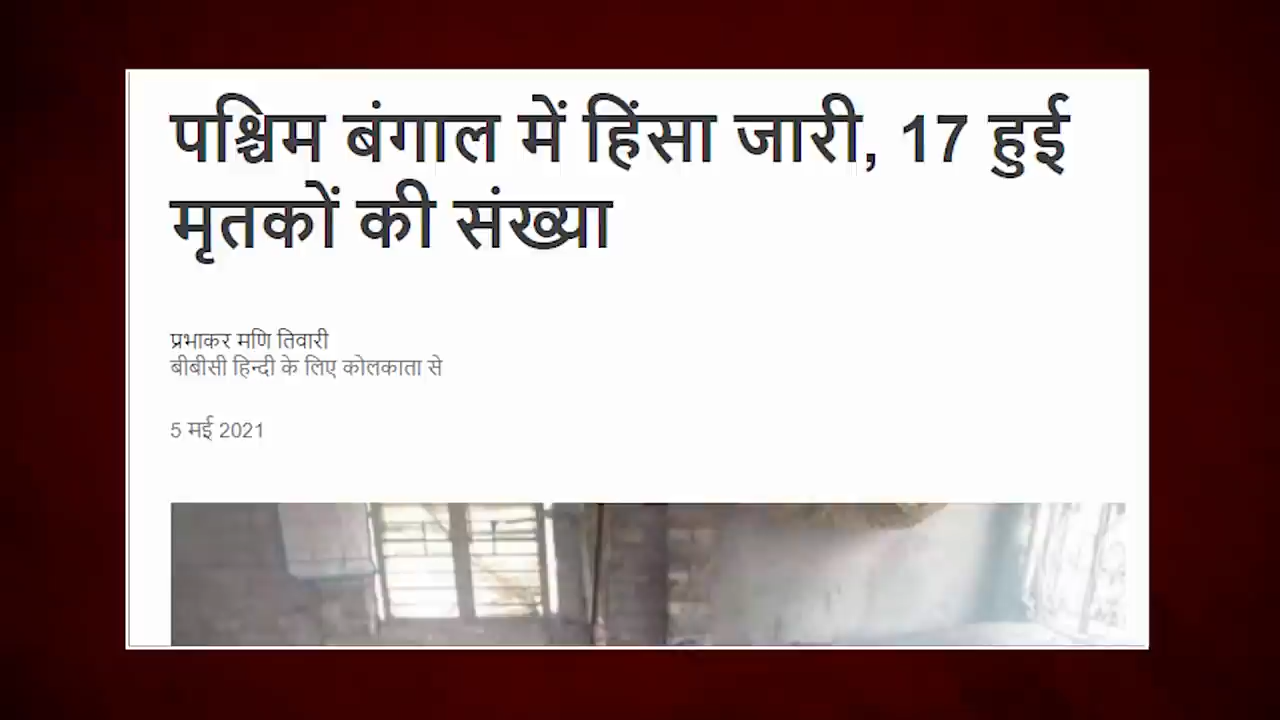 पश्चिम बंगाल में हिंसा जारी, 17 हुई
मृतकों की संख्या
प्रभाकर मणि तिवारी
बीबीसी हिन्दी के लिए कोलकाता से
5 मई 2021